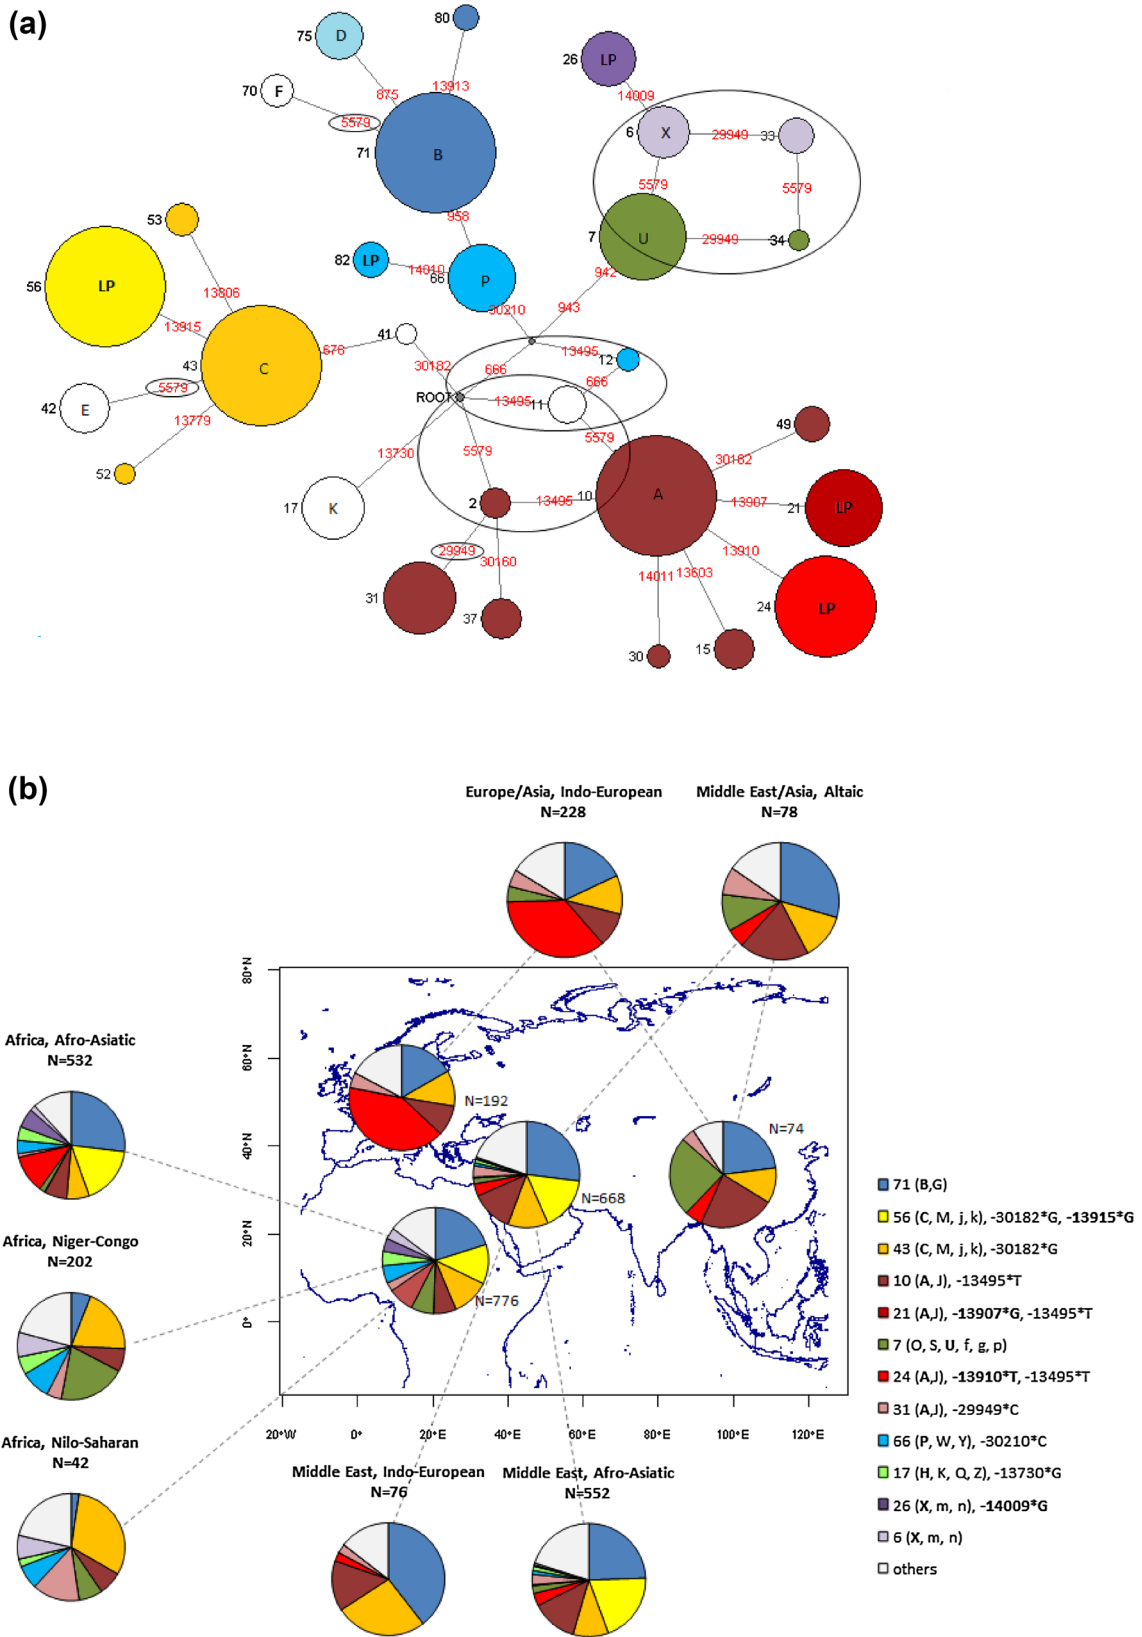 (a)
75 D
80
26 LP
70 F
875
13913
14009
5579
71 B
6 X
29949
33
5579
5579
958
7 U
29949
34
53
82 LP
14010
66 P
942
56 LP
13806
30210
943
13915
41
676
13495
12
43 C
30182
666
666
ROOT
13495
11
5579
42 E
5579
13779
49
13730
5579
30182
52
17 K
2
13495
10 A
13907
21 LP
29949
30160
13910
14011
13603
31
37
24 LP
30
15
(b)
Europe/Asia, Indo-European
N=228
Middle East/Asia, Altaic
N=78
80°N
Africa, Afro-Asiatic
N=532
60°N
N=192
40°N
N=74
N=668
20°N
Africa, Niger-Congo
N=202
N=776
0°
20°W
0°
20°E
40°E
60°E
80°E
100°E
120°E
Africa, Nilo-Saharan
N=42
Middle East, Indo-European
N=76
Middle East, Afro-Asiatic
N=552
71 (B,G)
56 (C, M, j, k), -30182*G, -13915*G
43 (C, M, j, k), -30182*G
10 (A, J), -13495*T
21 (A,J), -13907*G, -13495*T
7 (O, S, U, f, g, p)
24 (A,J), -13910*T, -13495*T
31 (A,J), -29949*C
66 (P, W, Y), -30210*C
17 (H, K, Q, Z), -13730*G
26 (X, m, n), -14009*G
6 (X, m, n)
others